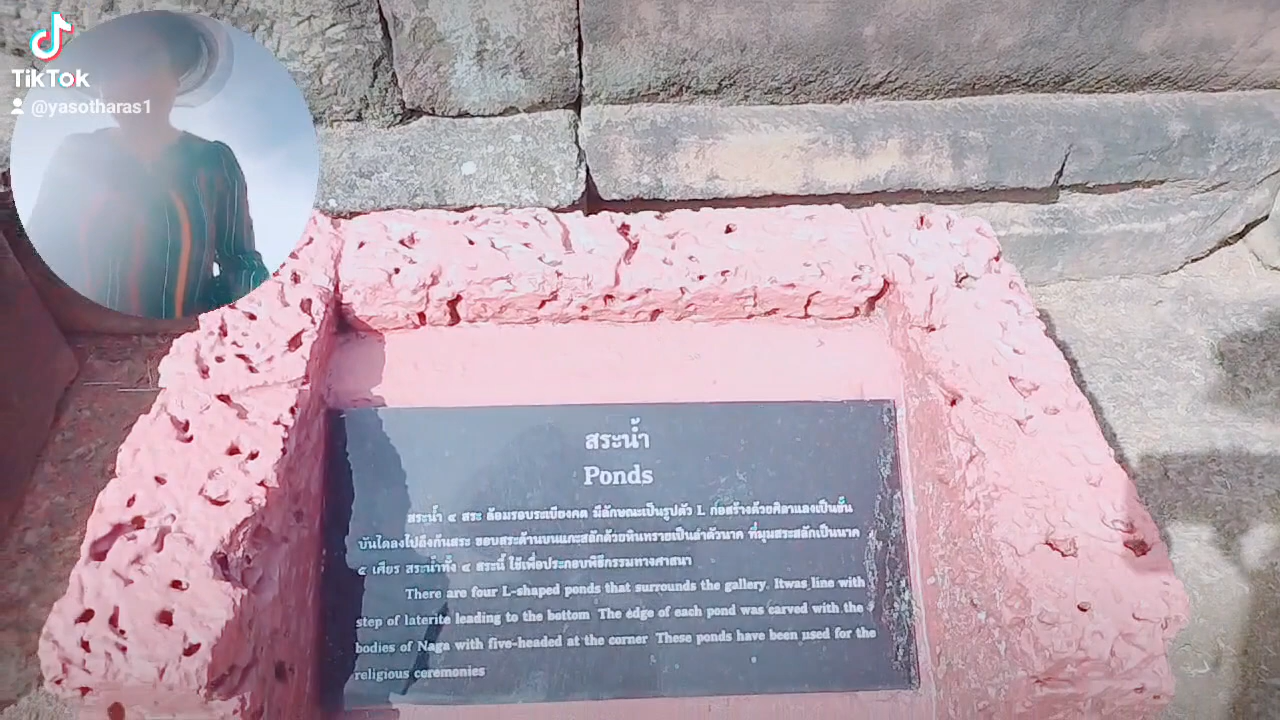 TikTok
@yasotharas1
สระน้ำ
Ponds
สระน้ำ ๔ สระ ล้อมรอบระเบียงคต มีลักษณะเป็นรูปตัว L ก่อสร้างด้วยศิลาแลงเป็นขั้น
บันไดลงไปถึงก้นสระ ขอบสระด้านบนแกะสลักด้วยหินทรายเป็นลำตัวนาค ที่มุมสระสลักเป็นนาค
๕ เศียร สระน้ำทั้ง ๔ สระนี้ ใช้เพื่อประกอบพิธีกรรมทางศาสนา
There are four L-shaped ponds that surrounds the gallery. Itwas line with
step of laterite leading to the bottom The edge of each pond was carved with the
bodies of Naga with five-headed at the corner These ponds have been used for the
religious ceremonies